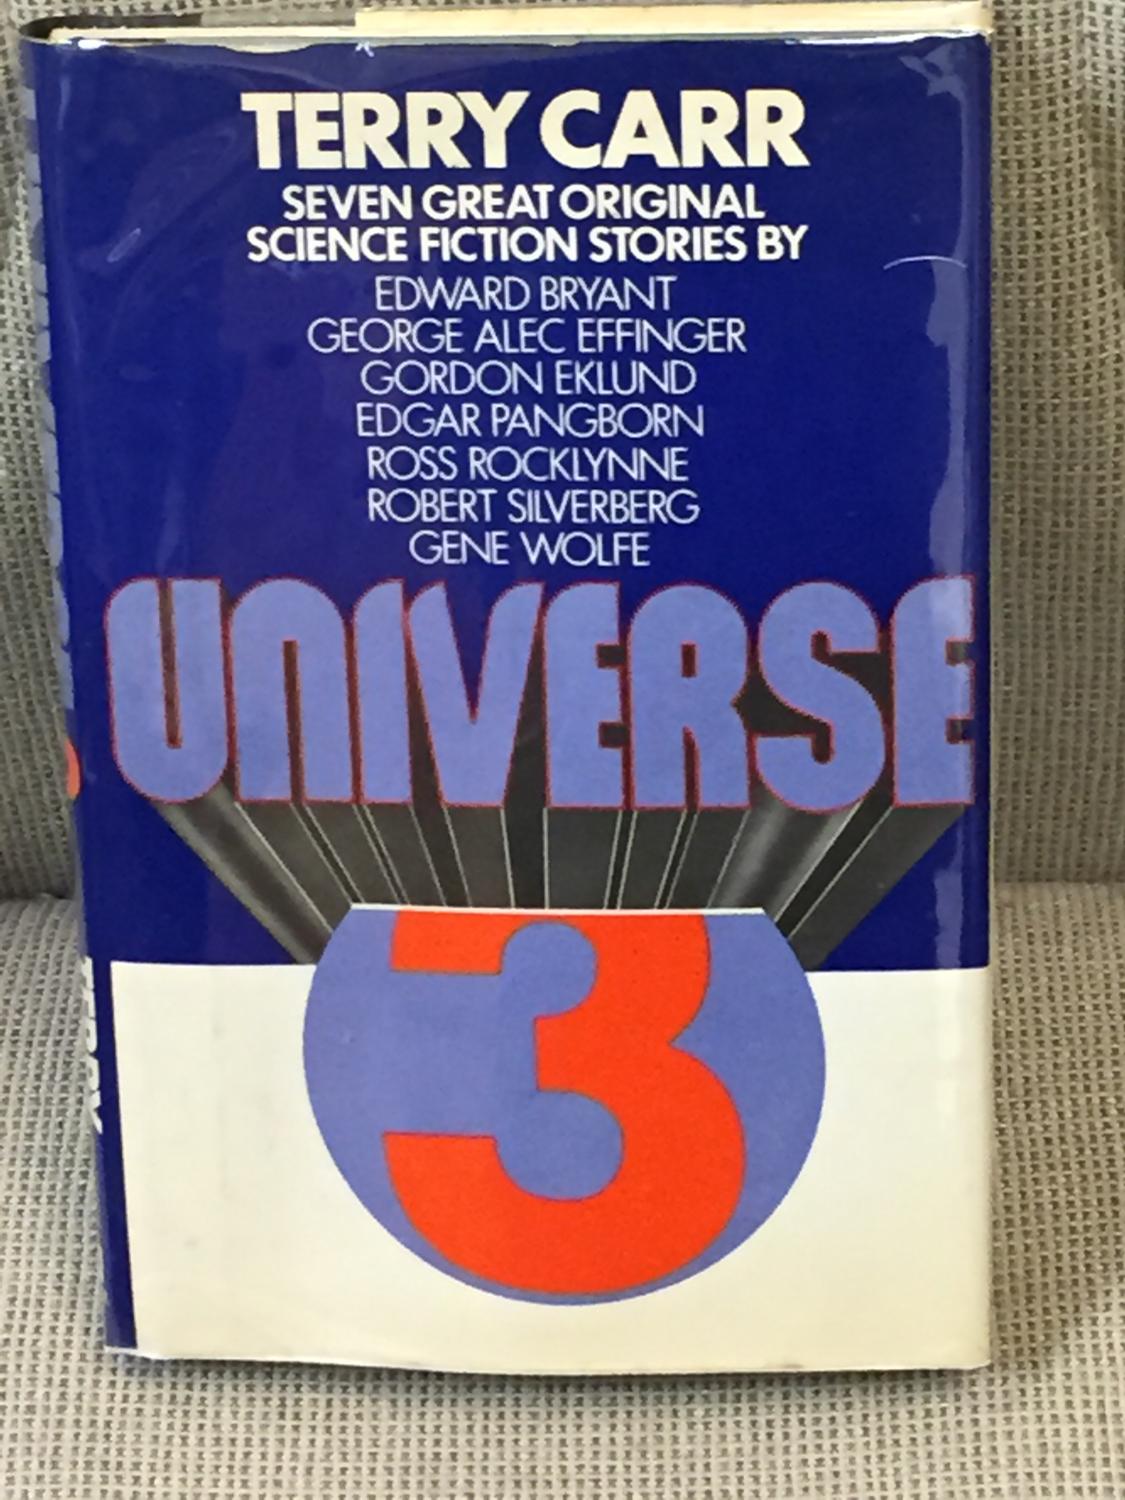 TERRY CARR
SEVEN GREAT ORIGINAL
SCIENCE FICTION STORIES BY
EDWARD BRYANT
GEORGE ALEC EFFINGER
GORDON EKLUND
EDGAR PANGBORN
ROSS ROCKLYNNE
ROBERT SILVERBERG
GENE WOLFE
UNIVERSE
3